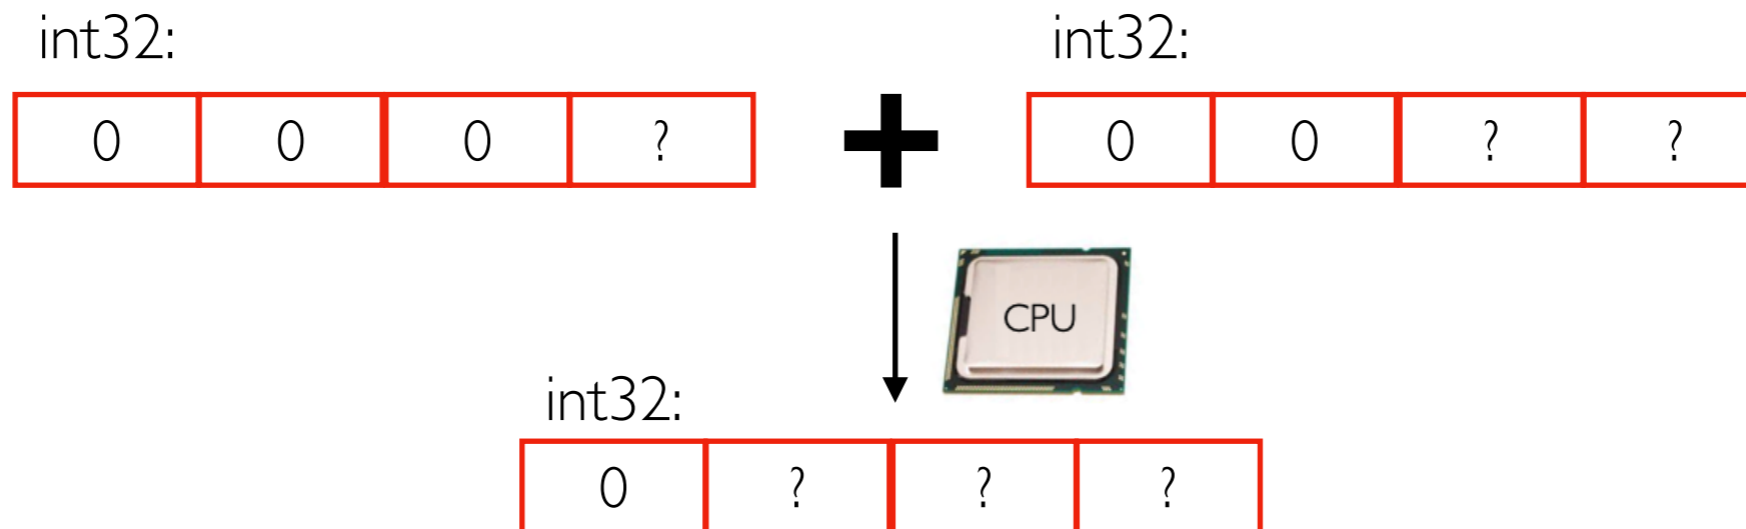 int32: int32:
0 0 0 ? + 0 0 ? ?
CPU
int32:
0 ? ? ?